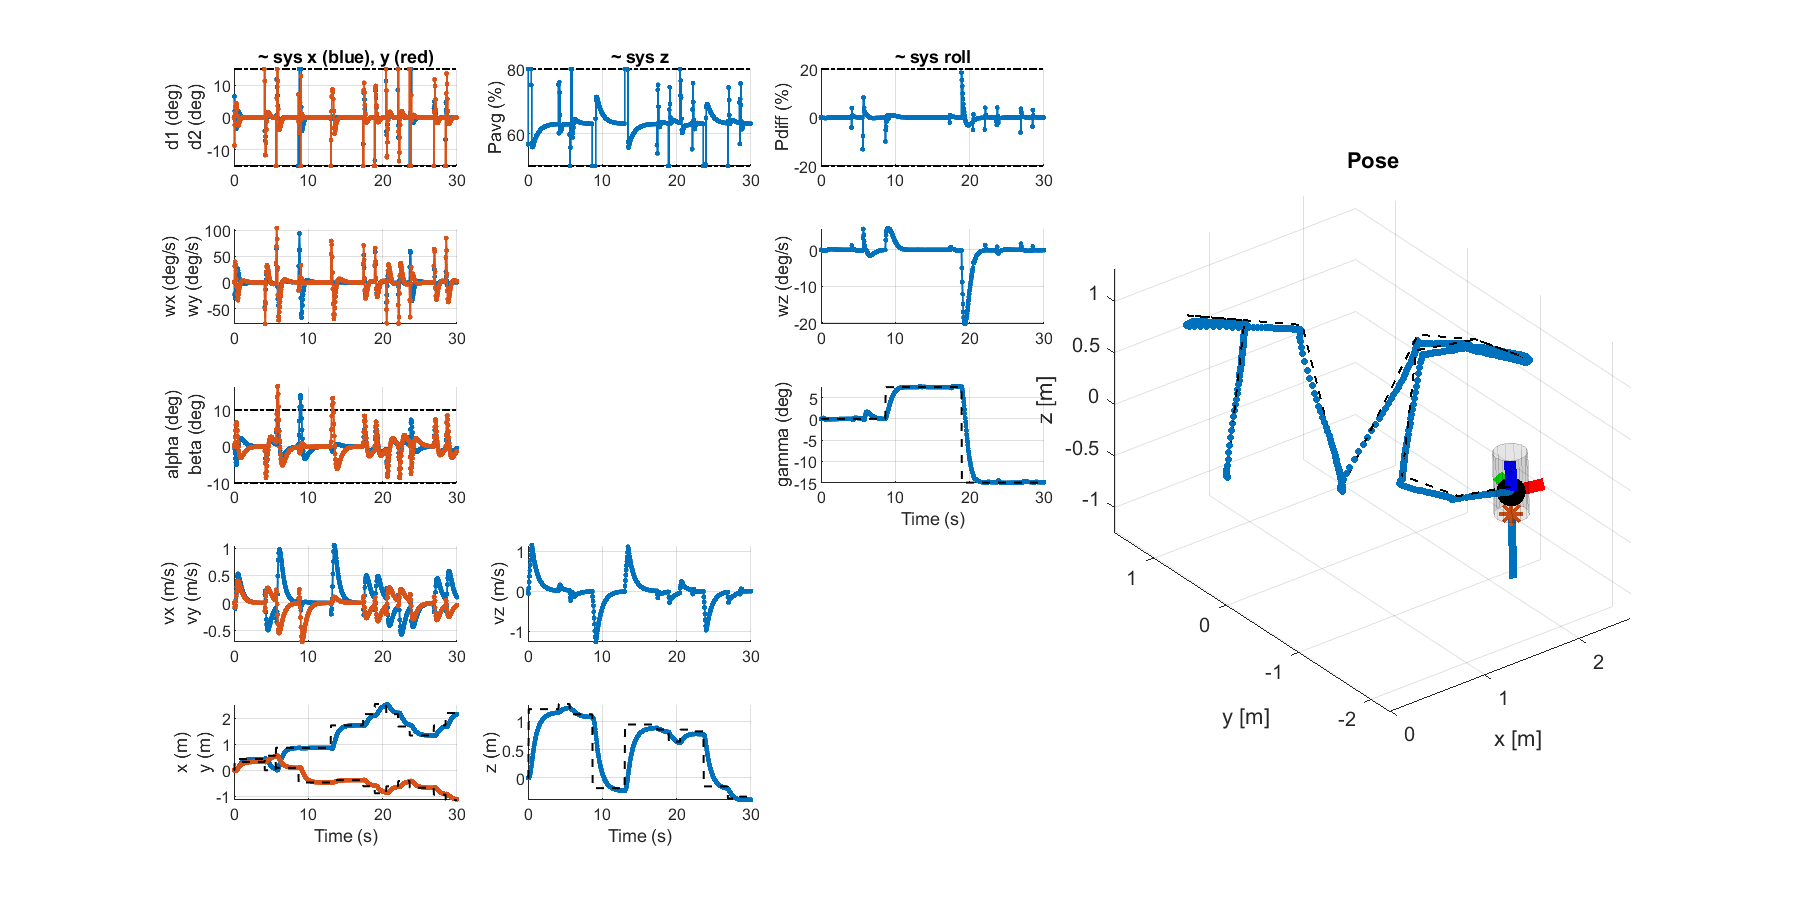 ~ sys x (blue), y (red)
d1 (deg)
d2 (deg)
10
0
-10
0 10 20 30
~ sys z
Pavg (%)
80
60
0 10 20 30
~ sys roll
Pdiff (%)
20
0
-20
0 10 20 30
wx (deg/s)
wy (deg/s)
100
50
0
-50
0 10 20 30
wz (deg/s)
0
-10
-20
0 10 20 30
alpha (deg)
beta (deg)
10
0
-10
0 10 20 30
gamma (deg)
5
0
-5
-10
-15
0 10 20 30
Time (s)
vx (m/s)
vy (m/s)
1
0.5
0
-0.5
0 10 20 30
vz (m/s)
1
0
-1
0 10 20 30
x (m)
y (m)
2
1
0
-1
0 10 20 30
Time (s)
z (m)
1
0.5
0
0 10 20 30
Time (s)
Pose
z [m]
1
0.5
0
-0.5
-1
1
0
-1
-2
y [m]
0
1
2
x [m]